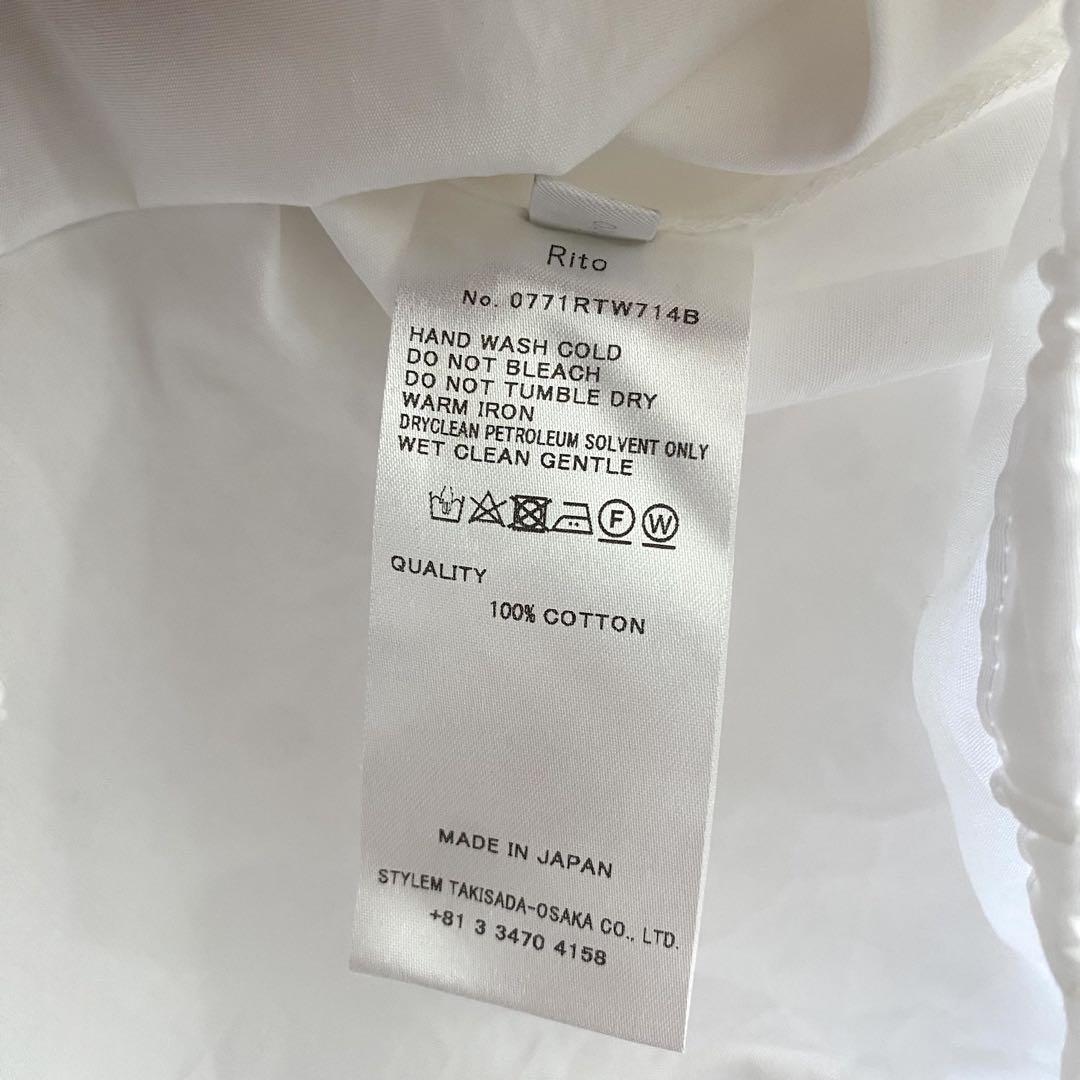 Rito
No. 0771RTW714B
HAND WASH COLD
DO NOT BLEACH
DO NOT TUMBLE DRY
WARM IRON
DRYCLEAN PETROLEUM SOLVENT ONLY
WET CLEAN GENTLE
F W
QUALITY
100% COTTON
MADE IN JAPAN
STYLEM TAKISADA-OSAKA CO., LTD.
+81 3 3470 4158